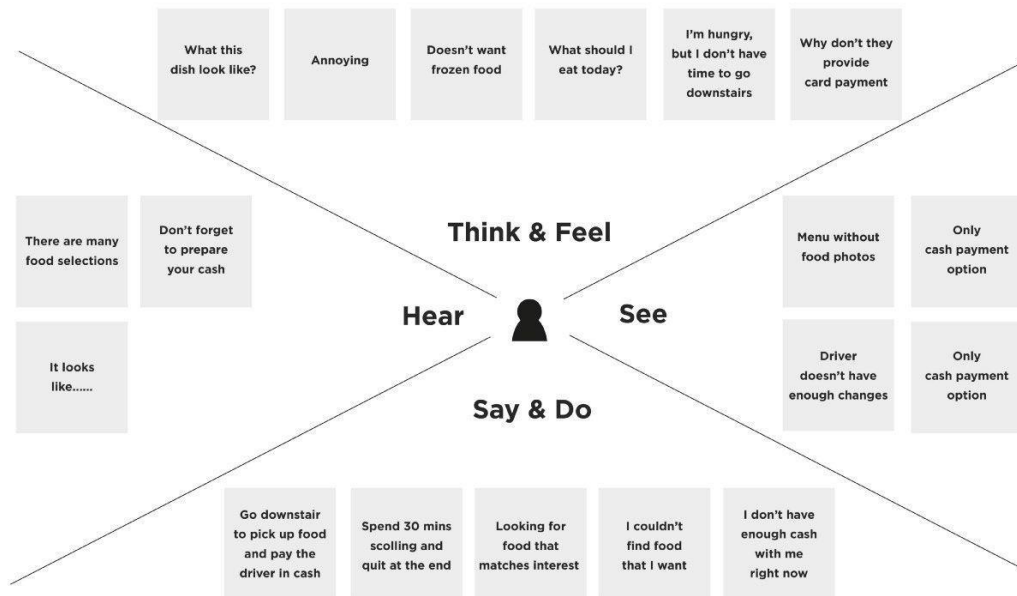 What this
dish look like?
Annoying
Doesn't want
frozen food
What should I
eat today?
I'm hungry,
but I don't have
time to go
downstairs
Why don't they
provide
card payment
Think & Feel
There are many
food selections
Don't forget
to prepare
your cash
It looks
like......
Hear
See
Menu without
food photos
Only
cash payment
option
Driver
doesn't have
enough changes
Only
cash payment
option
Say & Do
Go downstair
to pick up food
and pay the
driver in cash
Spend 30 mins
scolling and
quit at the end
Looking for
food that
matches interest
I couldn't
find food
that I want
I don't have
enough cash
with me
right now